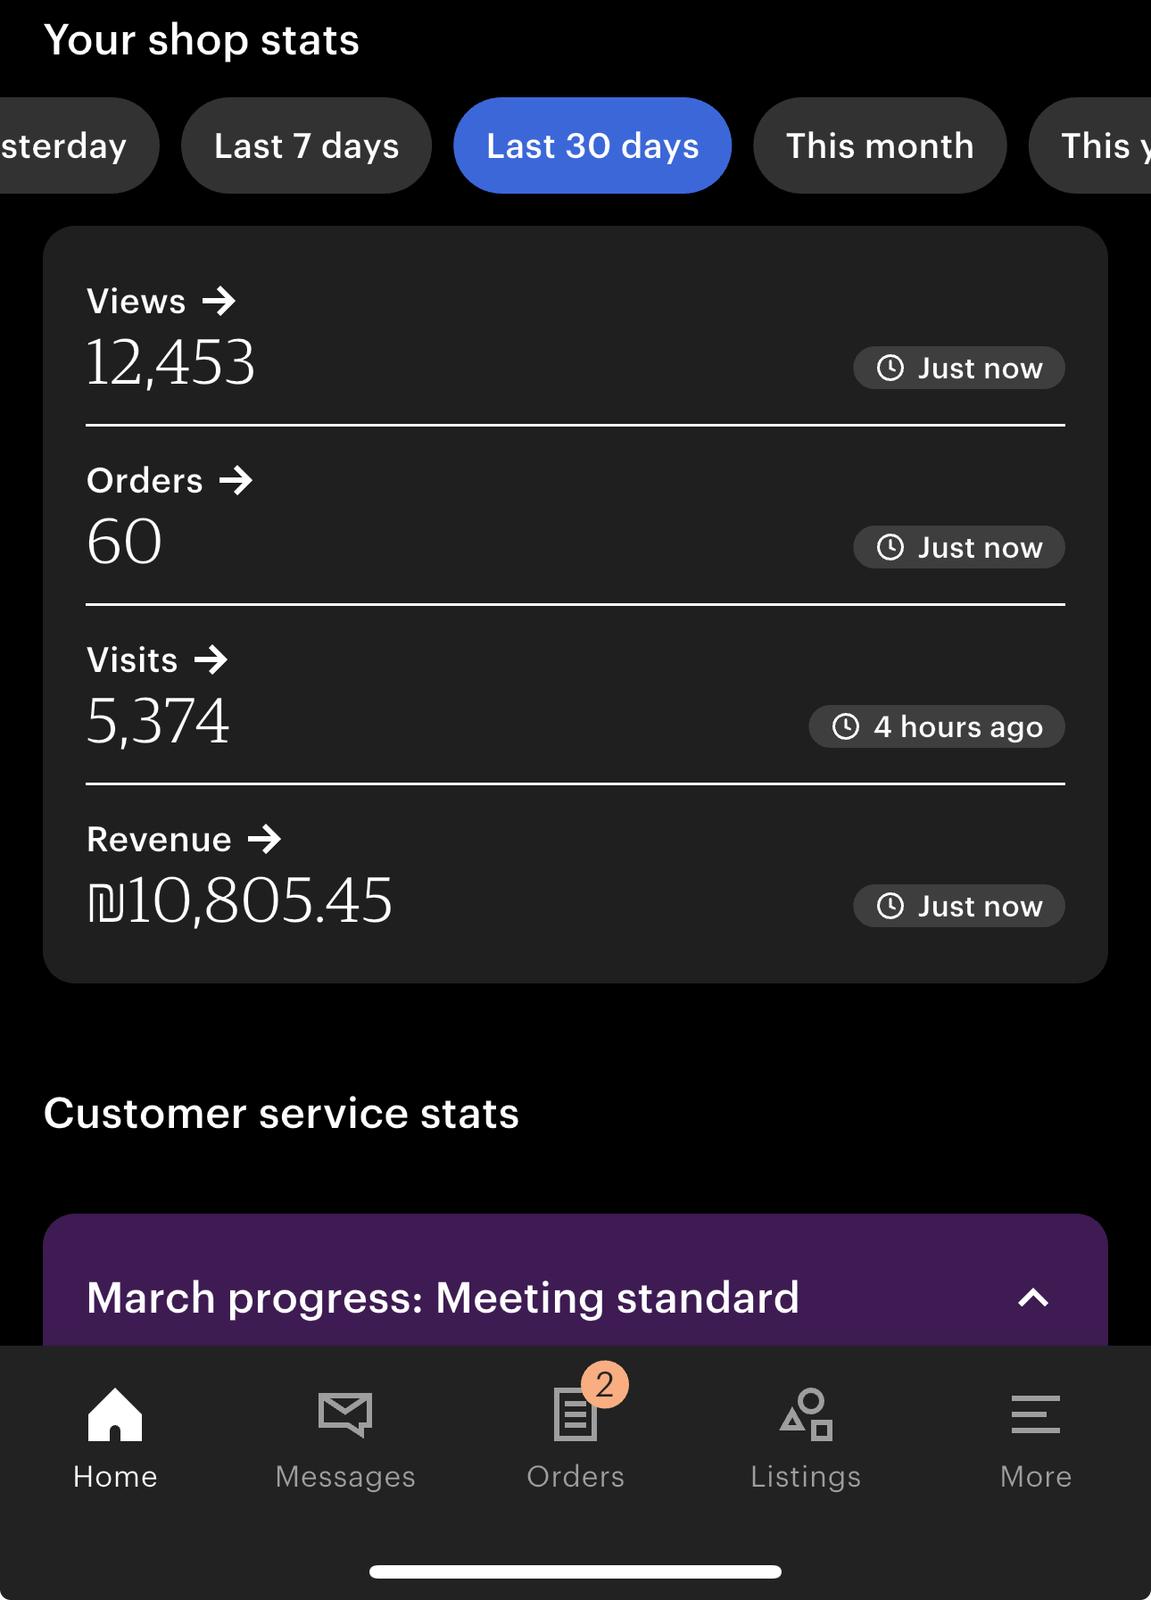 Your shop stats
sterday
Last 7 days
Last 30 days
This month
This y
Views →
12,453
Just now
Orders →
60
Just now
Visits →
5,374
4 hours ago
Revenue →
₪10,805.45
Just now
Customer service stats
March progress: Meeting standard
2
Home
Messages
Orders
Listings
More